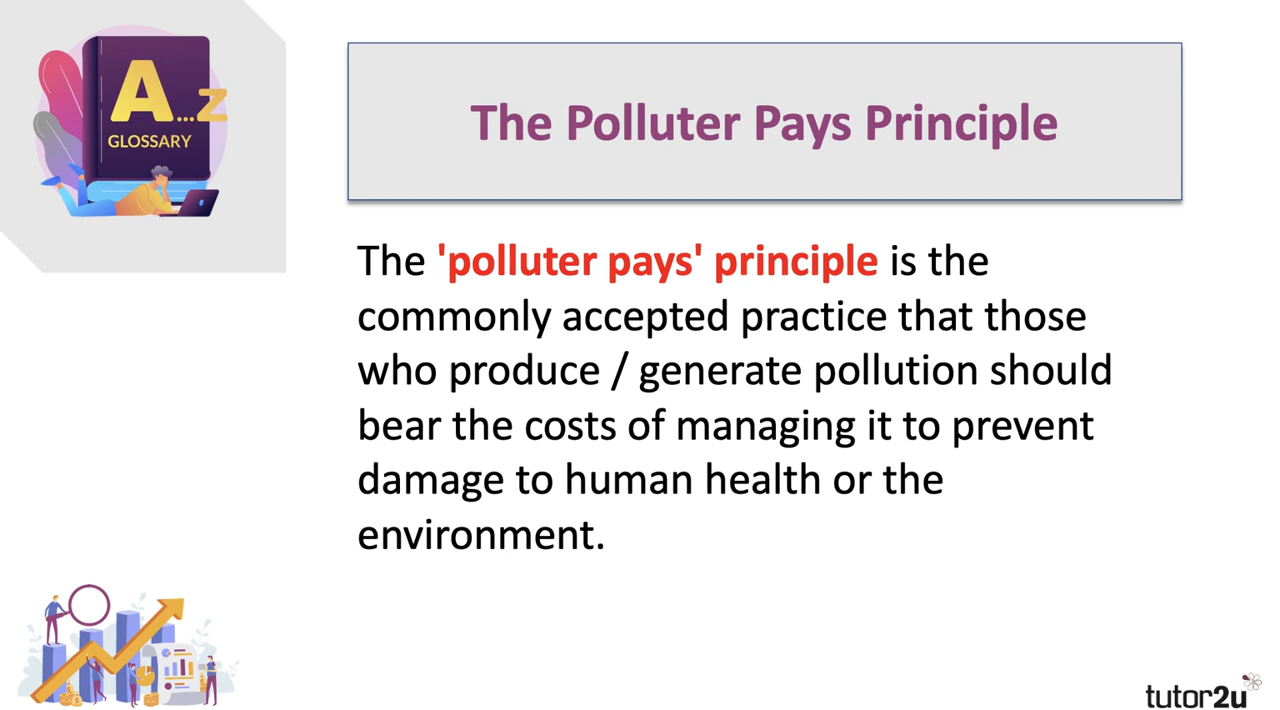 A...Z
GLOSSARY
The Polluter Pays Principle
The 'polluter pays' principle is the
commonly accepted practice that those
who produce / generate pollution should
bear the costs of managing it to prevent
damage to human health or the
environment.
tutor2u